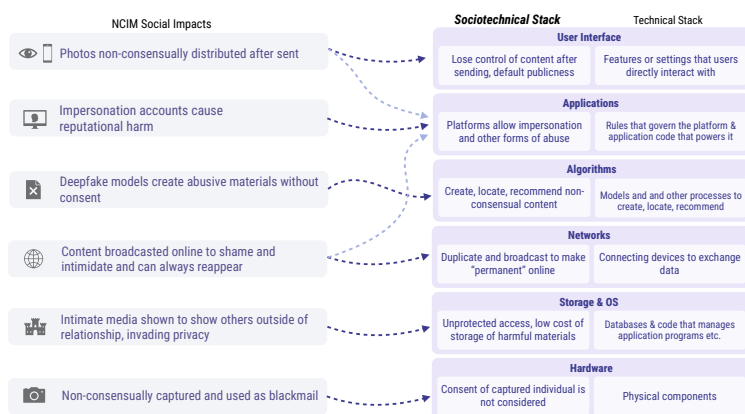 NCIM Social Impacts
Photos non-consensually distributed after sent
Impersonation accounts cause
reputational harm
Deepfake models create abusive materials without
consent
Content broadcasted online to shame and
intimidate and can always reappear
Intimate media shown to show others outside of
relationship, invading privacy
Non-consensually captured and used as blackmail
Sociotechnical Stack
Technical Stack
User Interface
Lose control of content after
sending, default publicness
Features or settings that users
directly interact with
Applications
Platforms allow impersonation
and other forms of abuse
Rules that govern the platform &
application code that powers it
Algorithms
Create, locate, recommend non-
consensual content
Models and and other processes to
create, locate, recommend
Networks
Duplicate and broadcast to make
"permanent" online
Connecting devices to exchange
data
Storage & OS
Unprotected access, low cost of
storage of harmful materials
Databases & code that manages
application programs etc.
Hardware
Consent of captured individual is
not considered
Physical components